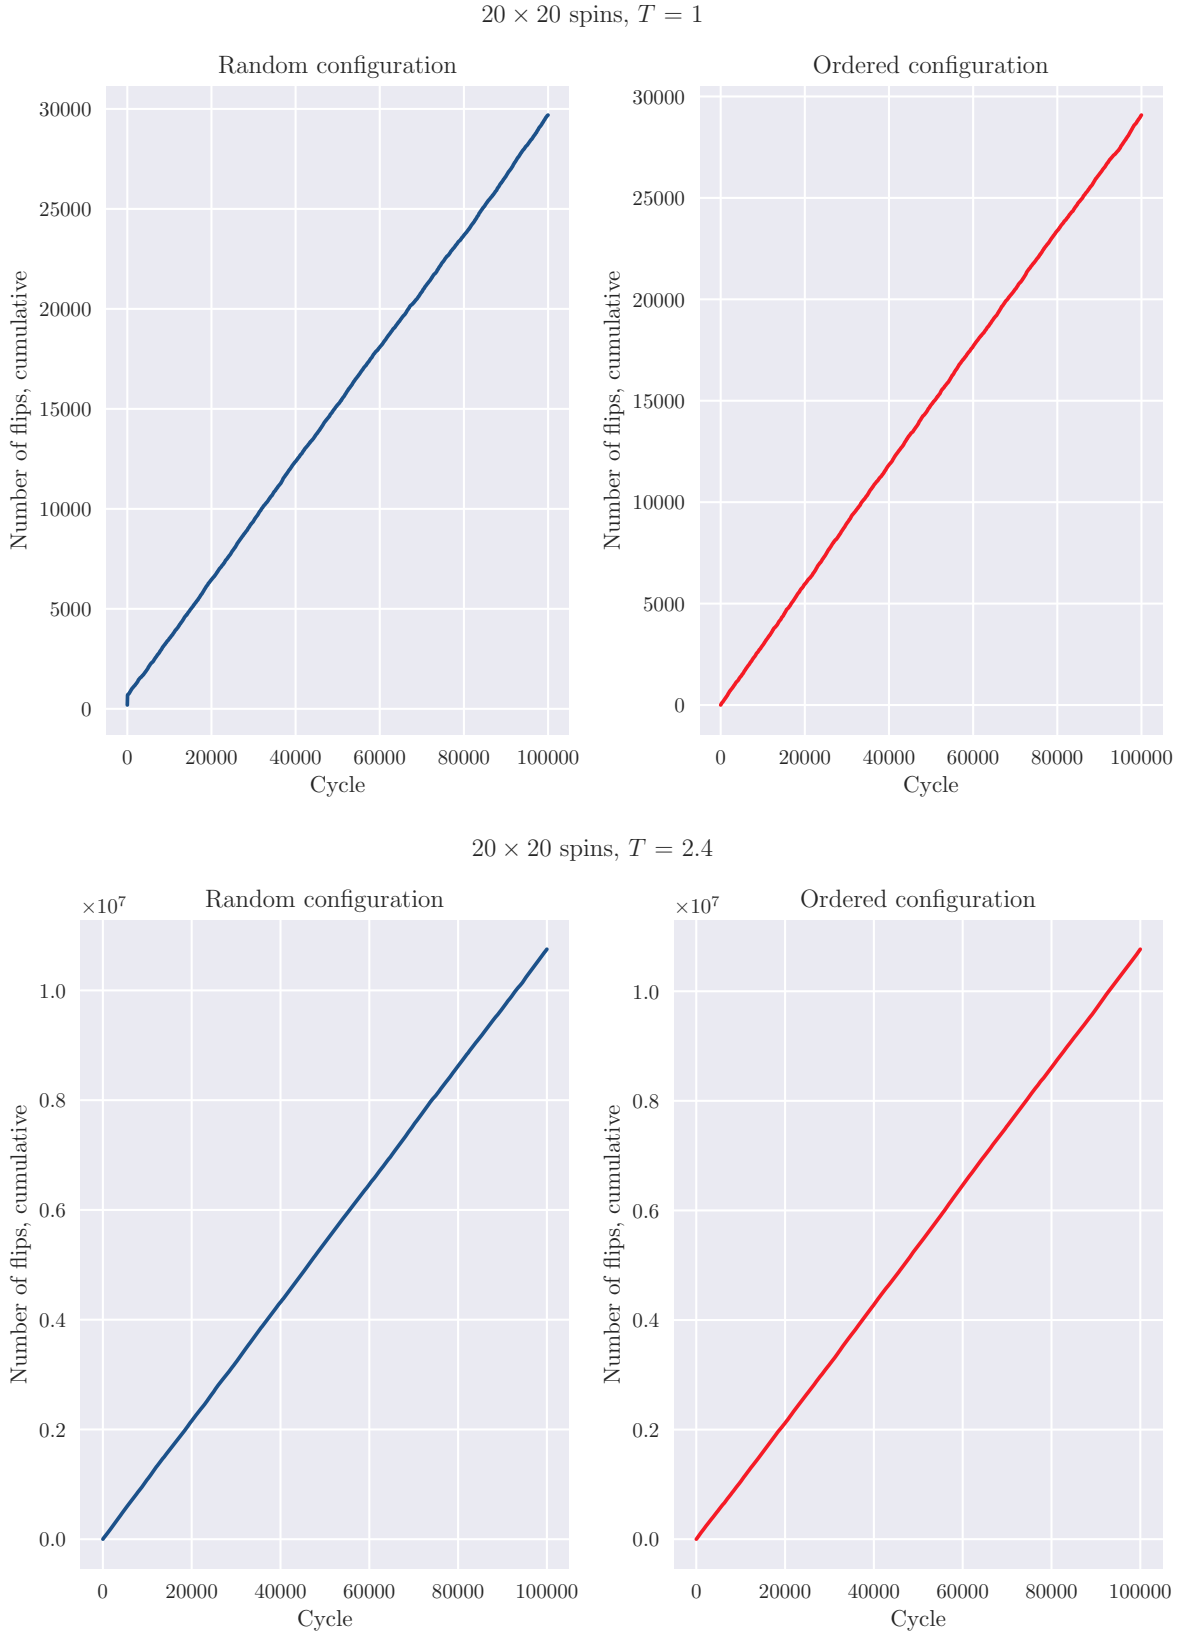 20 × 20 spins, T = 1
Random configuration
Number of flips, cumulative
30000
25000
20000
15000
10000
5000
0
0 20000 40000 60000 80000 100000
Cycle
Ordered configuration
Number of flips, cumulative
30000
25000
20000
15000
10000
5000
0
0 20000 40000 60000 80000 100000
Cycle
20 × 20 spins, T = 2.4
Random configuration
×10⁷
Number of flips, cumulative
1.0
0.8
0.6
0.4
0.2
0.0
0 20000 40000 60000 80000 100000
Cycle
Ordered configuration
×10⁷
Number of flips, cumulative
1.0
0.8
0.6
0.4
0.2
0.0
0 20000 40000 60000 80000 100000
Cycle